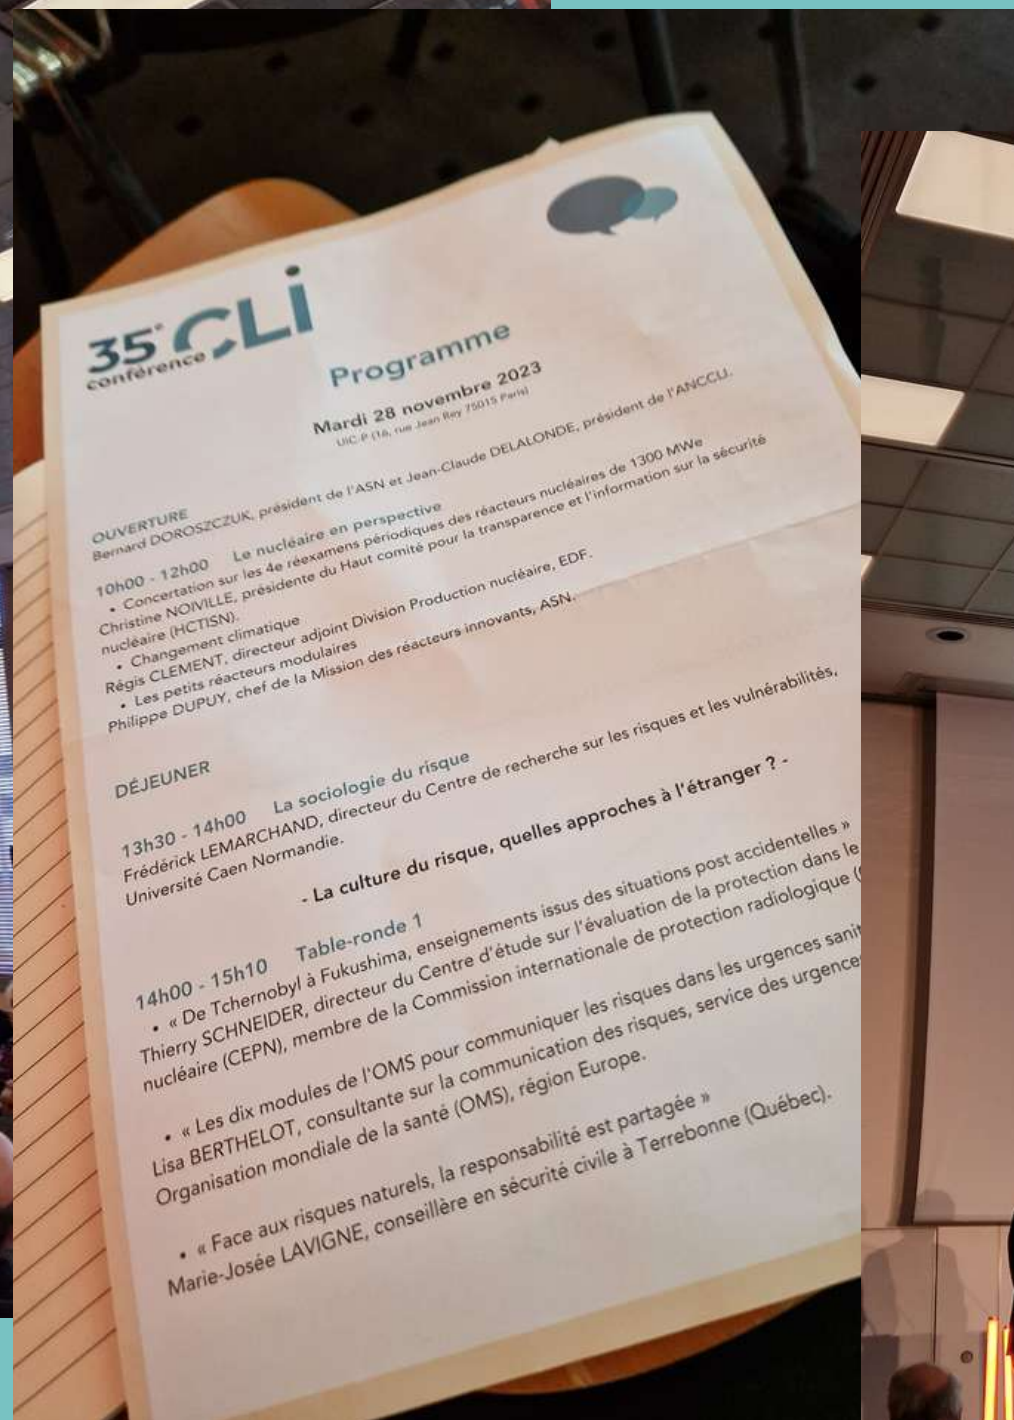 35e CLI
conférence
Programme
Mardi 28 novembre 2023
UIC-P (16, rue Jean Rey 75015 Paris)
OUVERTURE
Bernard DOROSZCZUK, président de l'ASN et Jean-Claude DELALONDE, président de l'ANCCLI.
10h00 - 12h00 Le nucléaire en perspective
• Concertation sur les 4e réexamens périodiques des réacteurs nucléaires de 1300 MWe
Christine NOIVILLE, présidente du Haut comité pour la transparence et l'information sur la sécurité
nucléaire (HCTISN).
• Changement climatique
Régis CLEMENT, directeur adjoint Division Production nucléaire, EDF.
• Les petits réacteurs modulaires
Philippe DUPUY, chef de la Mission des réacteurs innovants, ASN.
DÉJEUNER
13h30 - 14h00 La sociologie du risque
Frédérick LEMARCHAND, directeur du Centre de recherche sur les risques et les vulnérabilités,
Université Caen Normandie.
- La culture du risque, quelles approches à l'étranger ? -
14h00 - 15h10 Table-ronde 1
• « De Tchernobyl à Fukushima, enseignements issus des situations post accidentelles »
Thierry SCHNEIDER, directeur du Centre d'étude sur l'évaluation de la protection dans le
nucléaire (CEPN), membre de la Commission internationale de protection radiologique (
• « Les dix modules de l'OMS pour communiquer les risques dans les urgences sanit
Lisa BERTHELOT, consultante sur la communication des risques, service des urgence
Organisation mondiale de la santé (OMS), région Europe.
• « Face aux risques naturels, la responsabilité est partagée »
Marie-Josée LAVIGNE, conseillère en sécurité civile à Terrebonne (Québec).